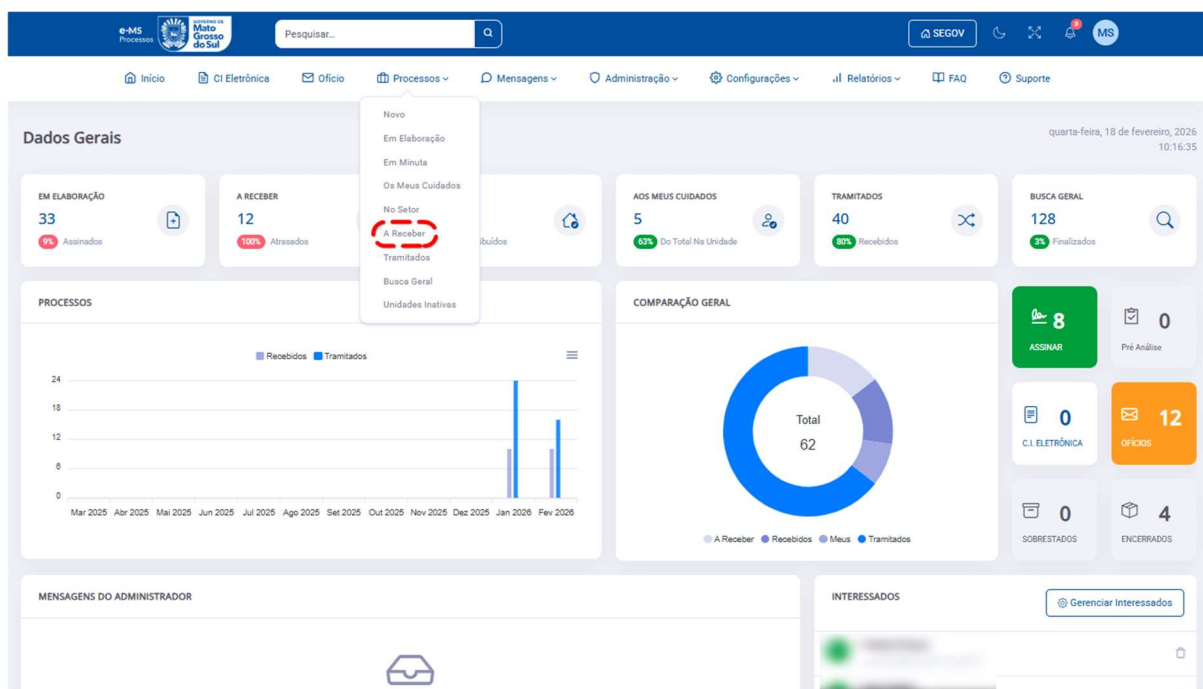 e-MS
Processos
GOVERNO DE
Mato
Grosso
do Sul
Pesquisar...
SEGOV
3
MS
Início
CI Eletrônica
Ofício
Processos
Mensagens
Administração
Configurações
Relatórios
FAQ
Suporte
Novo
Em Elaboração
Em Minuta
Os Meus Cuidados
No Setor
A Receber
Tramitados
Busca Geral
Unidades Inativas
Dados Gerais
quarta-feira, 18 de fevereiro, 2026
10:16:35
EM ELABORAÇÃO
33
9% Assinados
A RECEBER
12
100% Atrasados
ibuídos
AOS MEUS CUIDADOS
5
63% Do Total Na Unidade
TRAMITADOS
40
80% Recebidos
BUSCA GERAL
128
3% Finalizados
PROCESSOS
Recebidos Tramitados
24
18
12
6
0
Mar 2025 Abr 2025 Mai 2025 Jun 2025 Jul 2025 Ago 2025 Set 2025 Out 2025 Nov 2025 Dez 2025 Jan 2026 Fev 2026
COMPARAÇÃO GERAL
Total
62
A Receber Recebidos Meus Tramitados
8
ASSINAR
0
Pré Análise
0
C.I. ELETRÔNICA
12
OFÍCIOS
0
SOBRESTADOS
4
ENCERRADOS
MENSAGENS DO ADMINISTRADOR
INTERESSADOS
Gerenciar Interessados